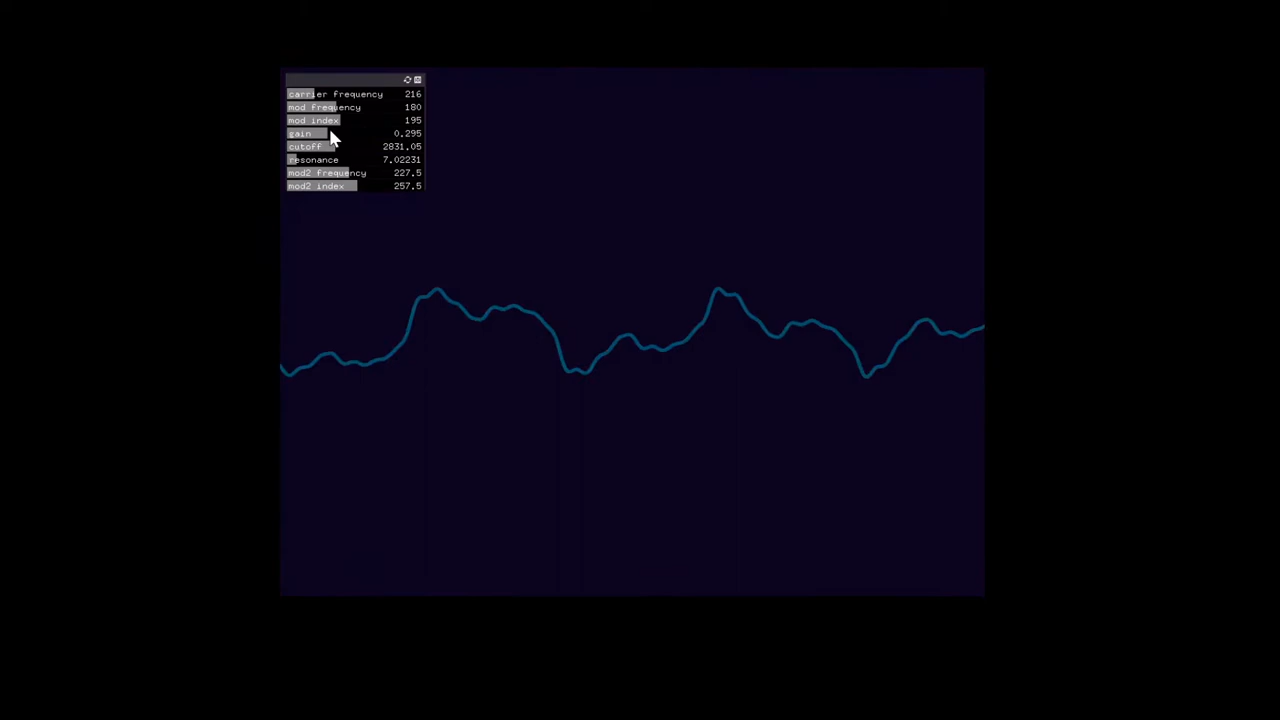 carrier frequency 216
mod frequency 180
mod index 195
gain 0.295
cutoff 2831.05
resonance 7.02231
mod2 frequency 227.5
mod2 index 257.5